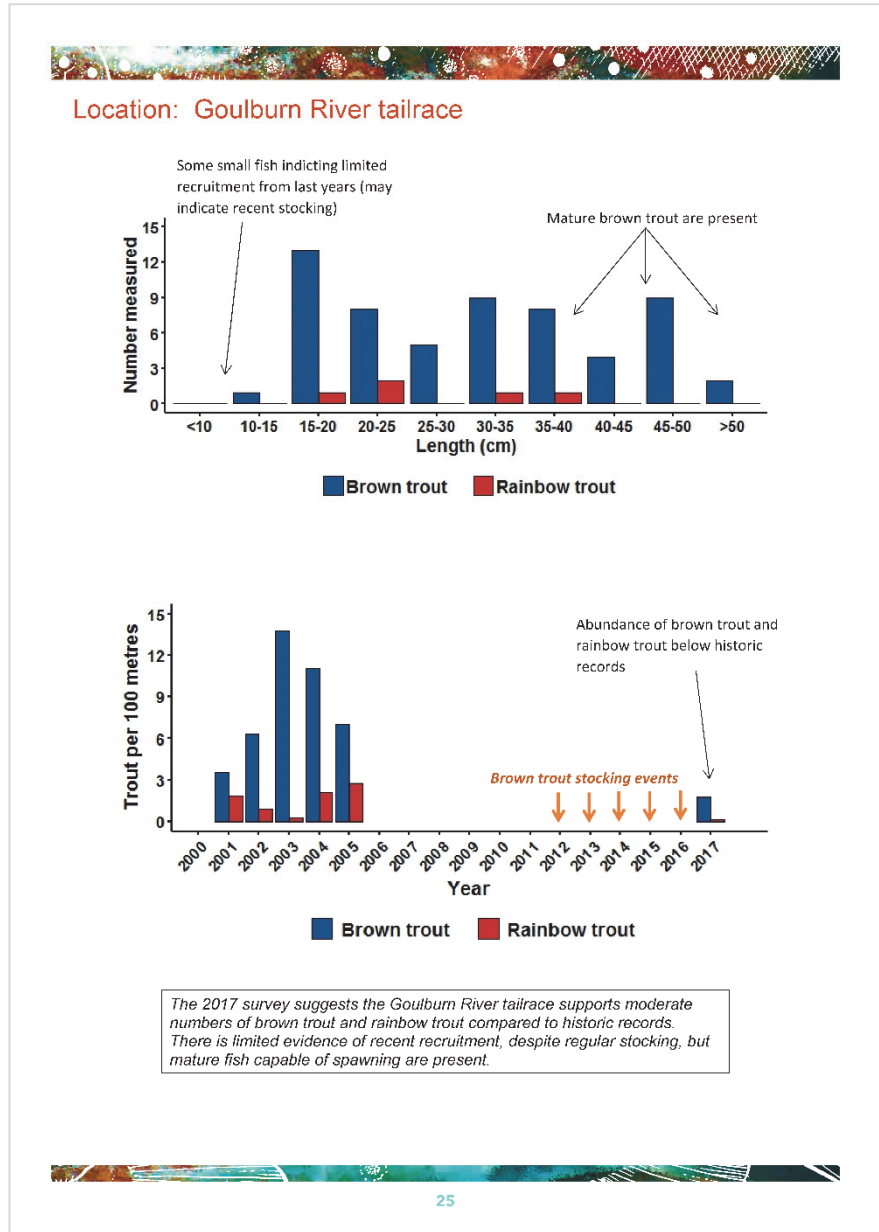 Location: Goulburn River tailrace
Some small fish indicting limited
recruitment from last years (may
indicate recent stocking)
Mature brown trout are present
Number measured
15
12
9
6
3
0
<10 10-15 15-20 20-25 25-30 30-35 35-40 40-45 45-50 >50
Length (cm)
Brown trout Rainbow trout
Abundance of brown trout and
rainbow trout below historic
records
Trout per 100 metres
15
12
9
6
3
0
Brown trout stocking events
2000 2001 2002 2003 2004 2005 2006 2007 2008 2009 2010 2011 2012 2013 2014 2015 2016 2017
Year
Brown trout Rainbow trout
The 2017 survey suggests the Goulburn River tailrace supports moderate
numbers of brown trout and rainbow trout compared to historic records.
There is limited evidence of recent recruitment, despite regular stocking, but
mature fish capable of spawning are present.
25